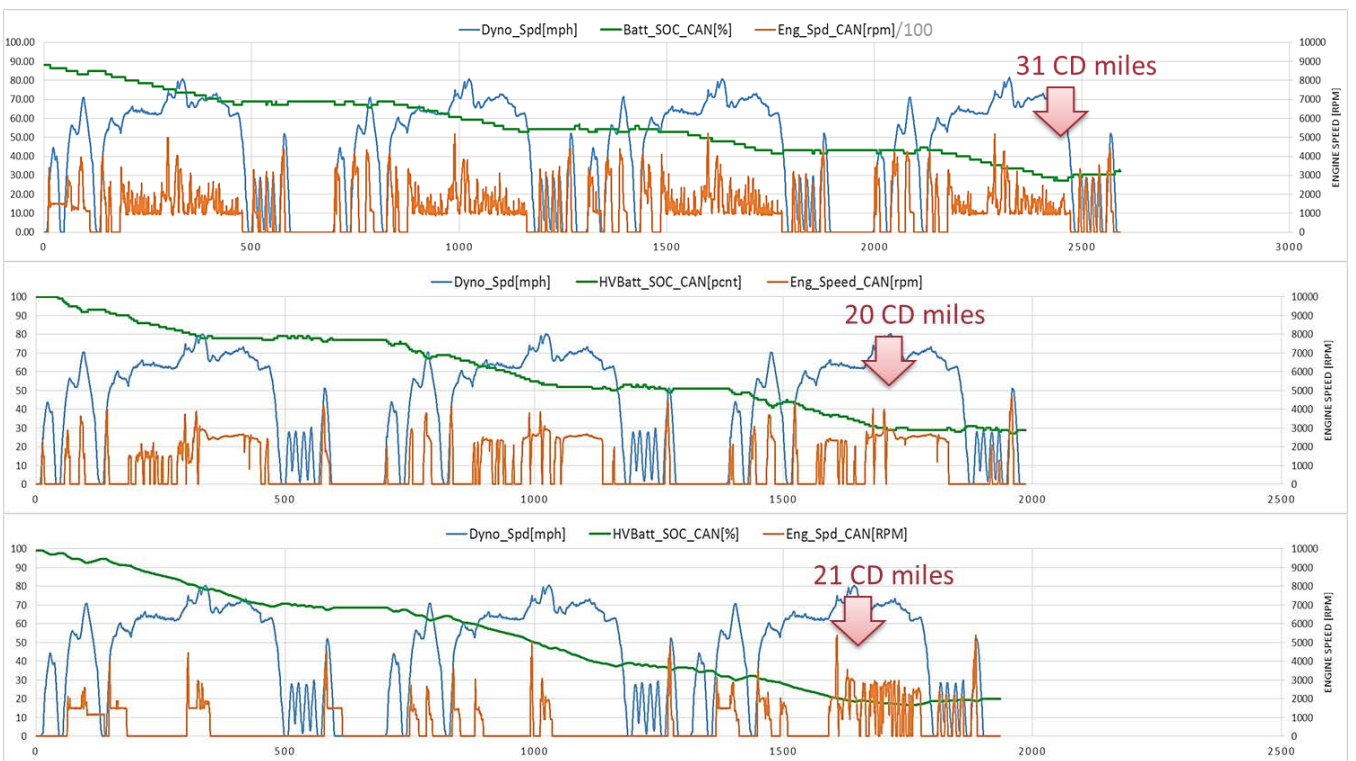 Dyno_Spd[mph] Batt_SOC_CAN[%] Eng_Spd_CAN[rpm]/100
100.00 10000
90.00 9000
31 CD miles
80.00 8000
70.00 7000
60.00 6000
50.00 5000
40.00 4000
30.00 3000
20.00 2000
10.00 1000
0.00 0
ENGINE SPEED [RPM]
0 500 1000 1500 2000 2500 3000
Dyno_Spd[mph] HVBatt_SOC_CAN[pcnt] Eng_Speed_CAN[rpm]
100 10000
90 9000
20 CD miles
80 8000
70 7000
60 6000
50 5000
40 4000
30 3000
20 2000
10 1000
0 0
ENGINE SPEED [RPM]
0 500 1000 1500 2000 2500
Dyno_Spd[mph] HVBatt_SOC_CAN[%] Eng_Spd_CAN[RPM]
100 10000
90 9000
21 CD miles
80 8000
70 7000
60 6000
50 5000
40 4000
30 3000
20 2000
10 1000
0 0
ENGINE SPEED [RPM]
0 500 1000 1500 2000 2500